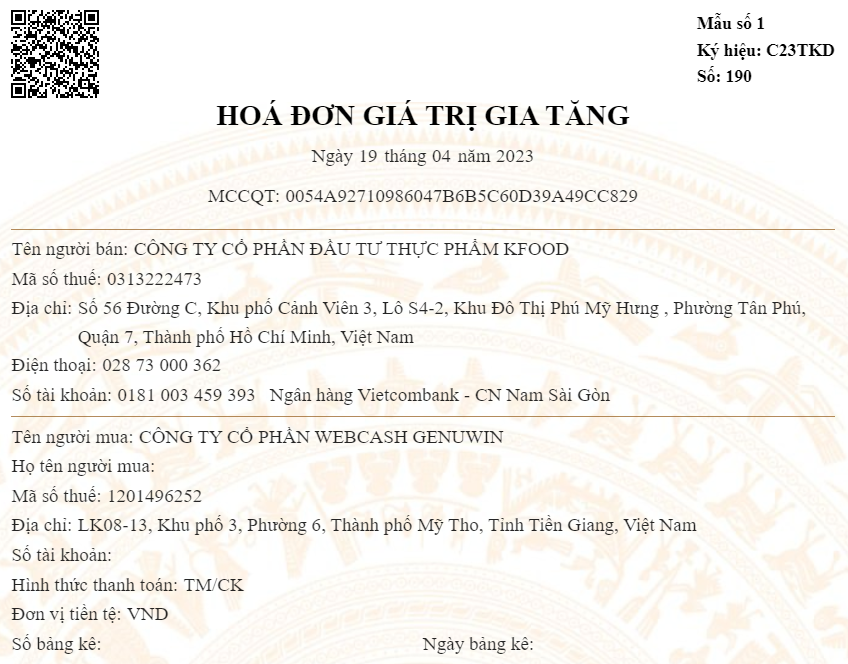 Mẫu số 1
Ký hiệu: C23TKD
Số: 190
HOÁ ĐƠN GIÁ TRỊ GIA TĂNG
Ngày 19 tháng 04 năm 2023
MCCQT: 0054A92710986047B6B5C60D39A49CC829
Tên người bán: CÔNG TY CỔ PHẦN ĐẦU TƯ THỰC PHẨM KFOOD
Mã số thuế: 0313222473
Địa chỉ: Số 56 Đường C, Khu phố Cảnh Viên 3, Lô S4-2, Khu Đô Thị Phú Mỹ Hưng , Phường Tân Phú,
Quận 7, Thành phố Hồ Chí Minh, Việt Nam
Điện thoại: 028 73 000 362
Số tài khoản: 0181 003 459 393 Ngân hàng Vietcombank - CN Nam Sài Gòn
Tên người mua: CÔNG TY CỔ PHẦN WEBCASH GENUWIN
Họ tên người mua:
Mã số thuế: 1201496252
Địa chỉ: LK08-13, Khu phố 3, Phường 6, Thành phố Mỹ Tho, Tỉnh Tiền Giang, Việt Nam
Số tài khoản:
Hình thức thanh toán: TM/CK
Đơn vị tiền tệ: VND
Số bảng kê: Ngày bảng kê: